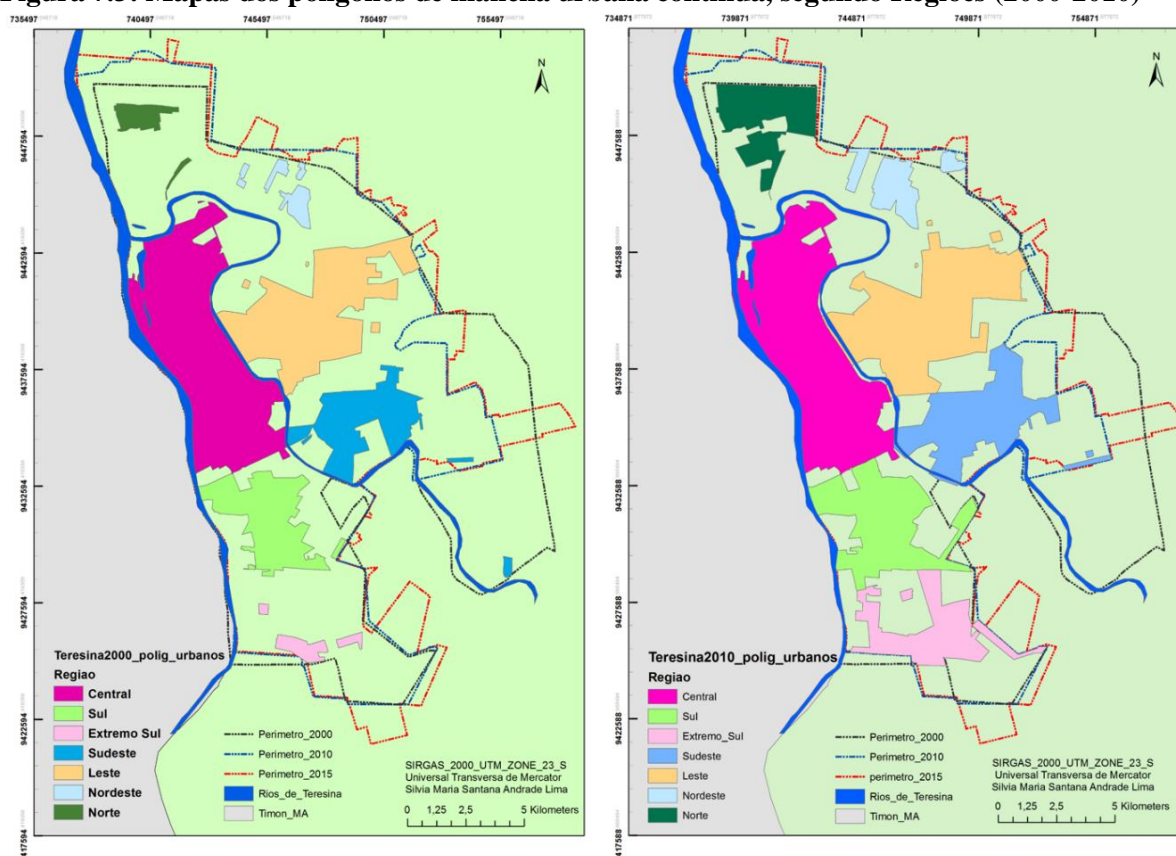 Figura 7.5: Mapas dos polígonos de mancha urbana contínua, segundo Regiões (2000-2010)
735497 740497 745497 750497 755497
N
9447594
9442594
9437594
9432594
9427594
9422594
9417594
Teresina2000_polig_urbanos
Regiao
Central
Sul
Extremo Sul
Sudeste
Leste
Nordeste
Norte
Perimetro_2000
Perimetro_2010
Perimetro_2015
Rios_de_Teresina
Timon_MA
SIRGAS_2000_UTM_ZONE_23_S
Universal Transversa de Mercator
Silvia Maria Santana Andrade Lima
0 1,25 2,5 5 Kilometers
734871 739871 744871 749871 754871
N
9447588
9442588
9437588
9432588
9427588
9422588
9417588
Teresina2010_polig_urbanos
Regiao
Central
Sul
Extremo_Sul
Sudeste
Leste
Nordeste
Norte
Perimetro_2000
Perimetro_2010
perimetro_2015
Rios_de_Teresina
Timon_MA
SIRGAS_2000_UTM_ZONE_23_S
Universal Transversa de Mercator
Silvia Maria Santana Andrade Lima
0 1,25 2,5 5 Kilometers